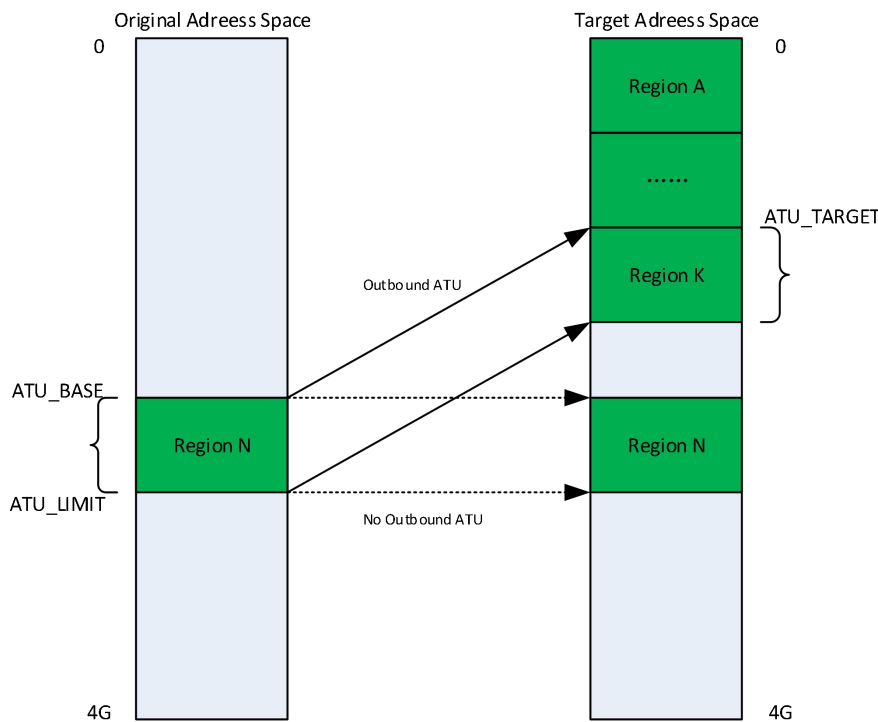 Original Adreess Space
Target Adreess Space
0
0
Region A
......
ATU_TARGET
Outbound ATU
Region K
ATU_BASE
Region N
Region N
ATU_LIMIT
No Outbound ATU
4G
4G